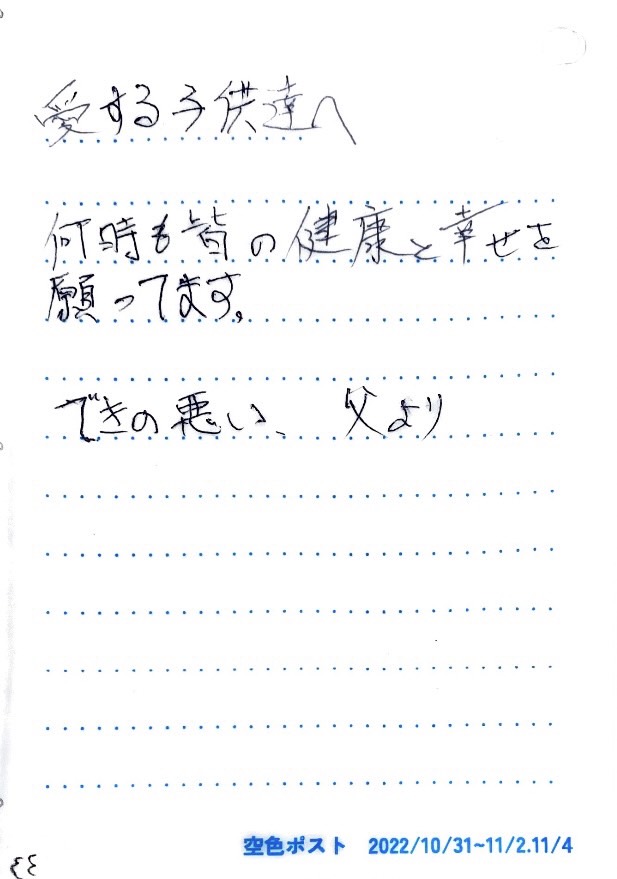 愛する子供達へ
何時も皆の健康と幸せを
願ってます。
できの悪い、 父より
空色ポスト 2022/10/31~11/2.11/4